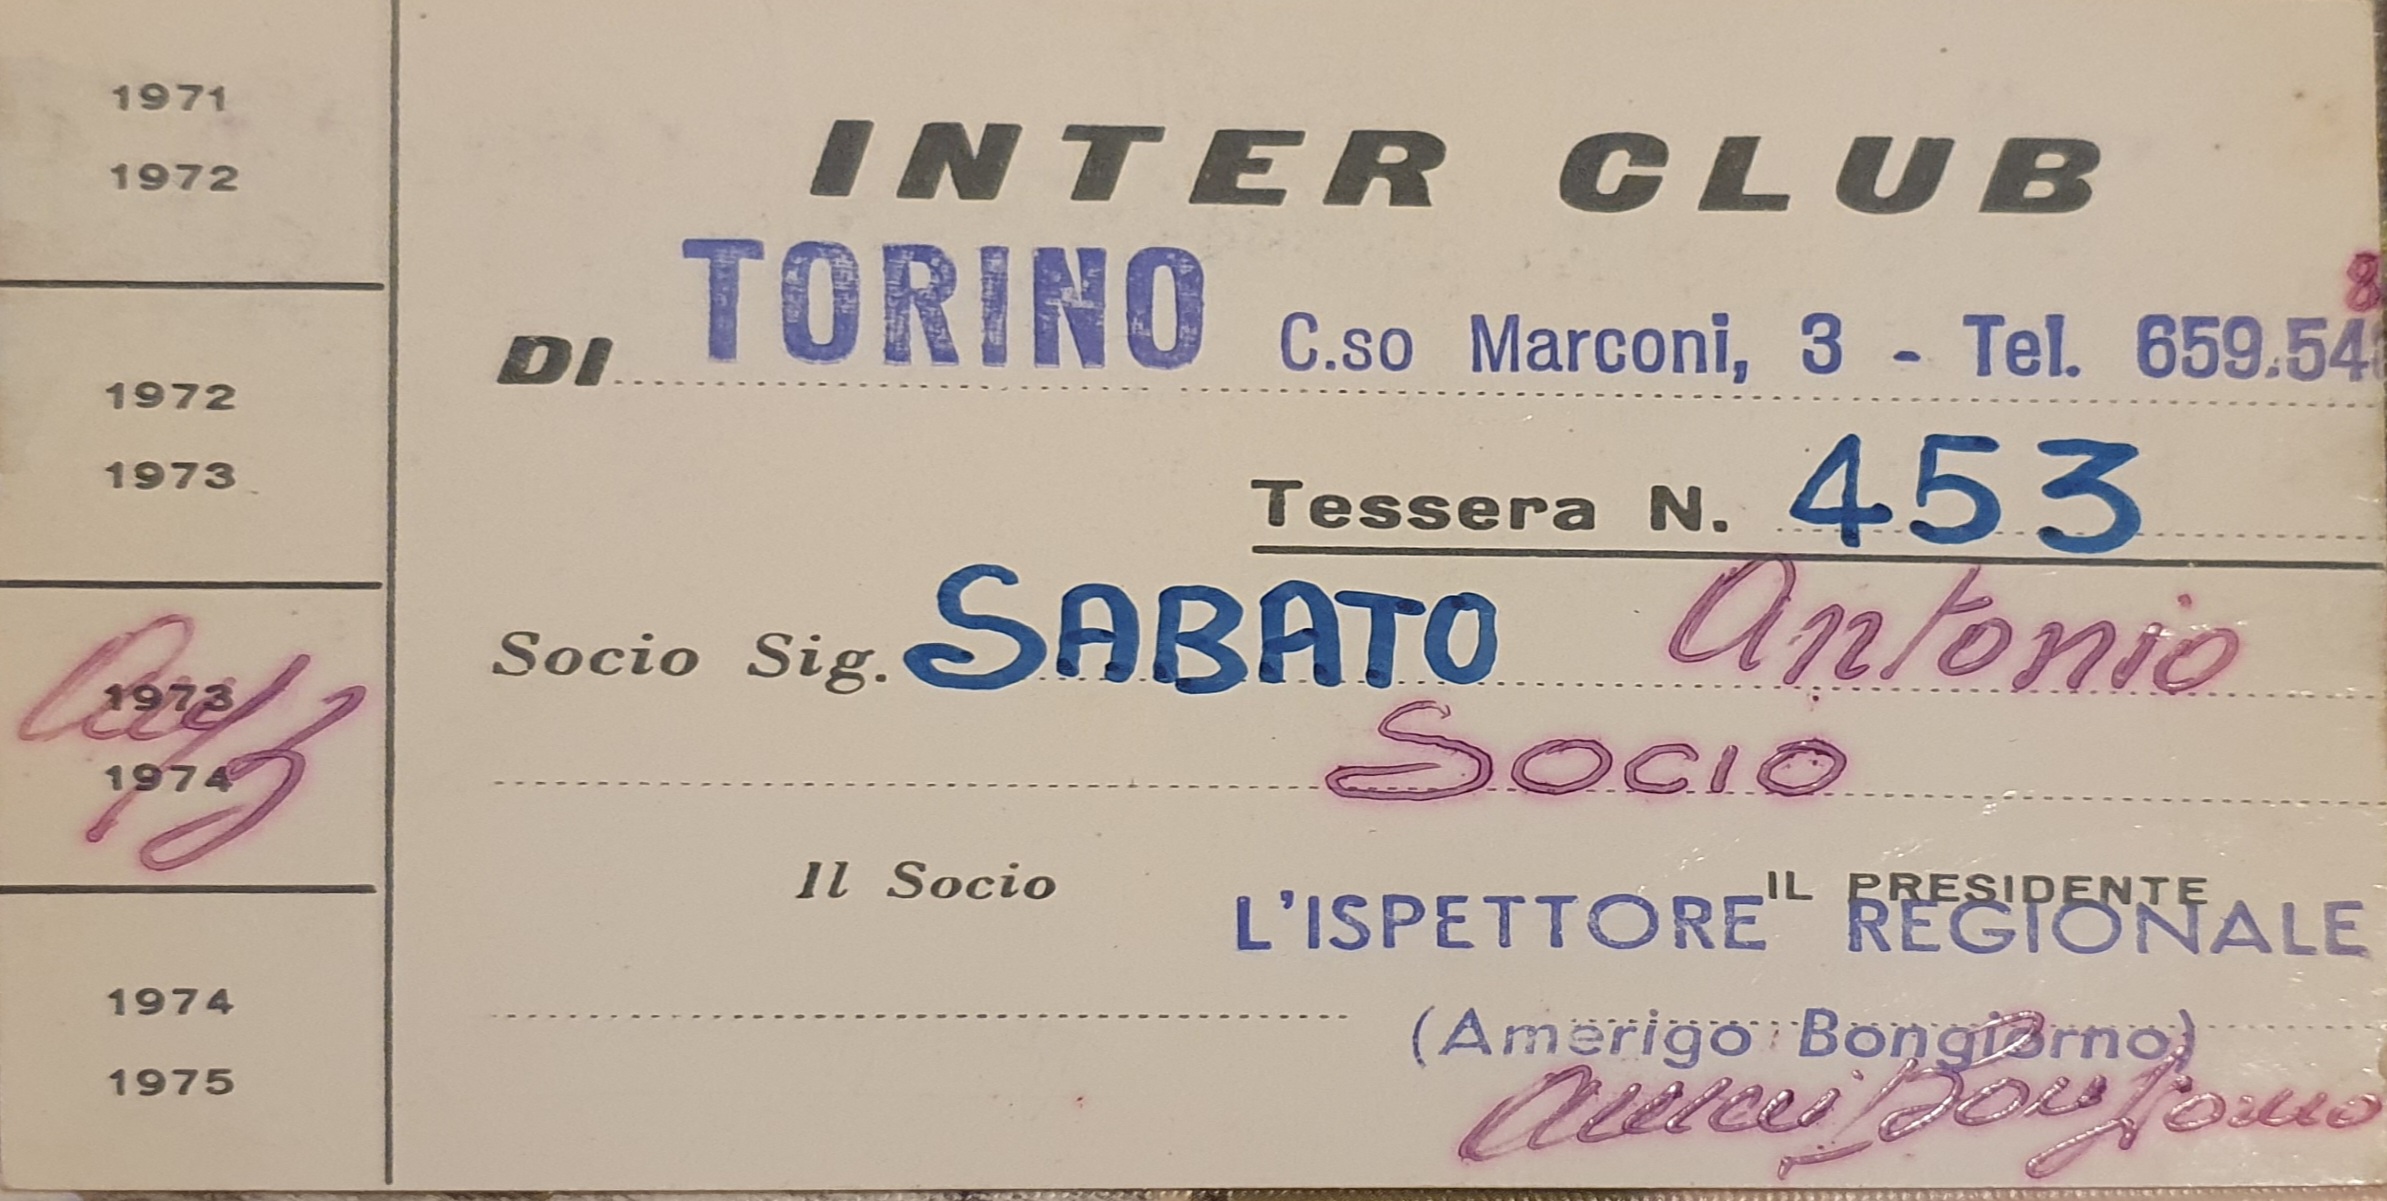 1971
1972
1972
1973
1973
1974
1974
1975
INTER CLUB
DI TORINO C.so Marconi, 3 - Tel. 659.54
8
Tessera N. 453
Socio Sig. SABATO Antonio
Socio
Il Socio
IL PRESIDENTE
L'ISPETTORE REGIONALE
(Amerigo Bongiorno)